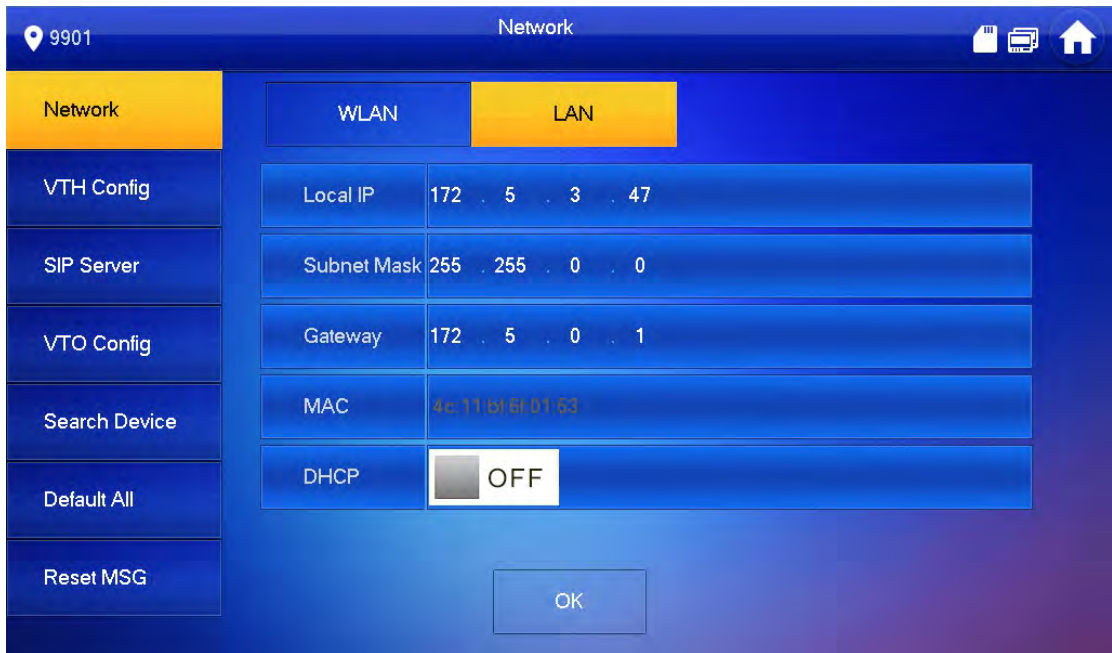 9901
Network
Network
VTH Config
SIP Server
VTO Config
Search Device
Default All
Reset MSG
WLAN
LAN
Local IP 172 . 5 . 3 . 47
Subnet Mask 255 . 255 . 0 . 0
Gateway 172 . 5 . 0 . 1
MAC 4c:11:bf:6f:01:53
DHCP OFF
OK